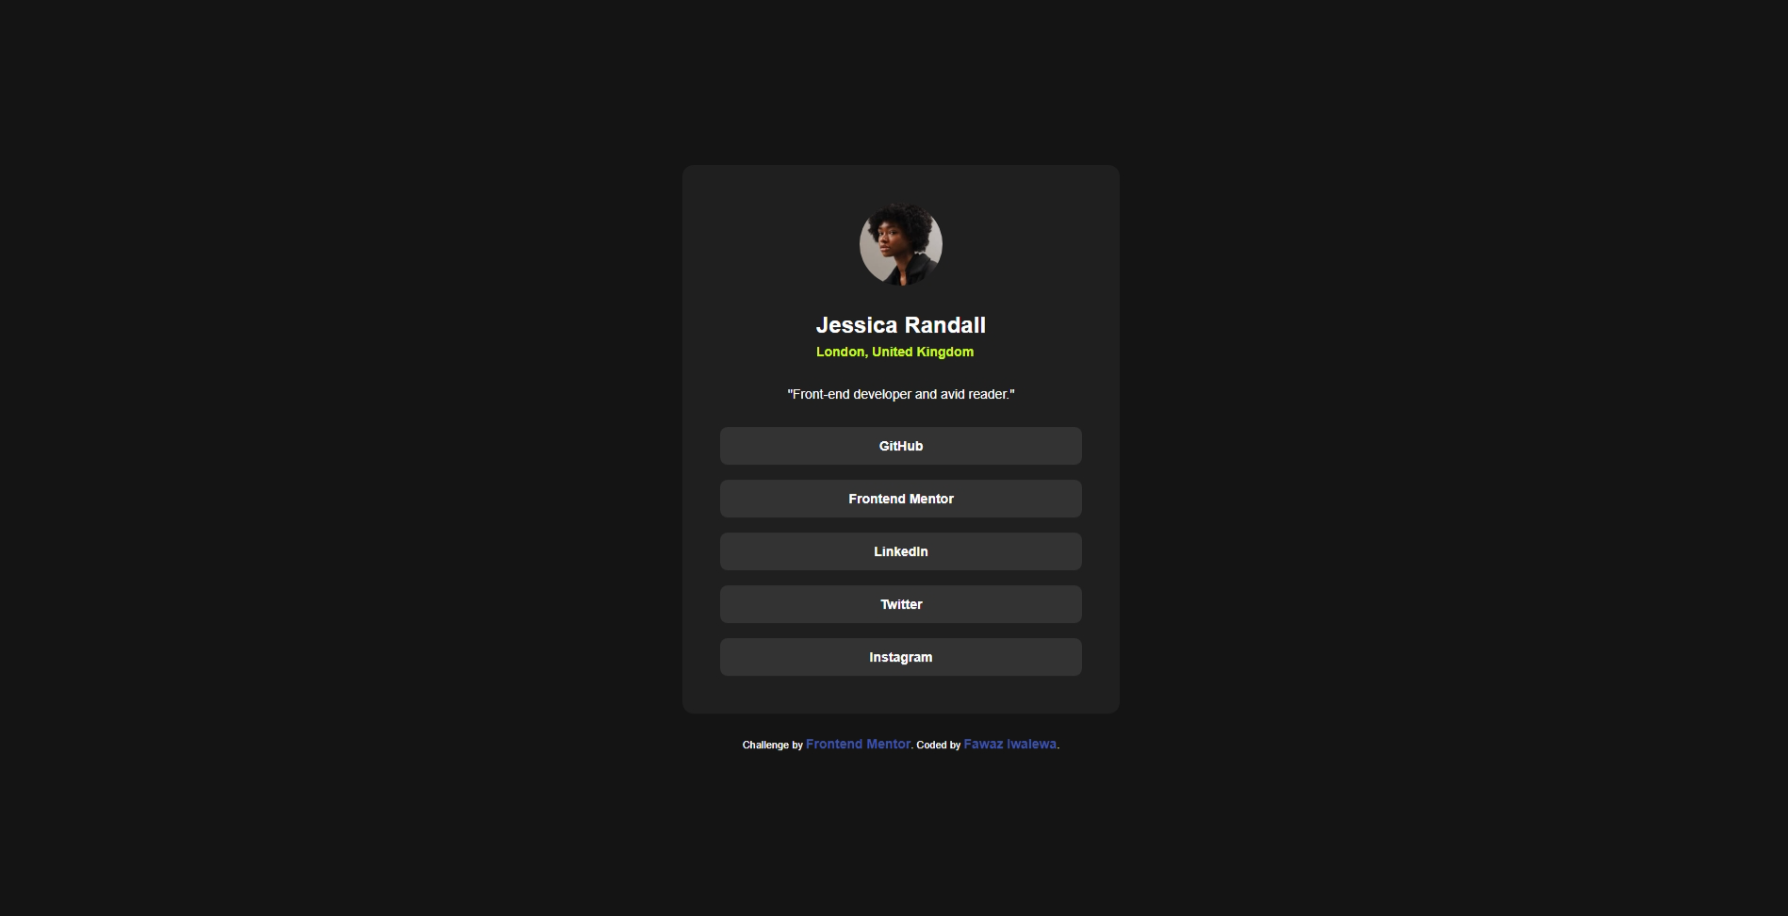 Jessica Randall
London, United Kingdom
"Front-end developer and avid reader."
GitHub
Frontend Mentor
LinkedIn
Twitter
Instagram
Challenge by Frontend Mentor. Coded by Fawaz Iwalewa.